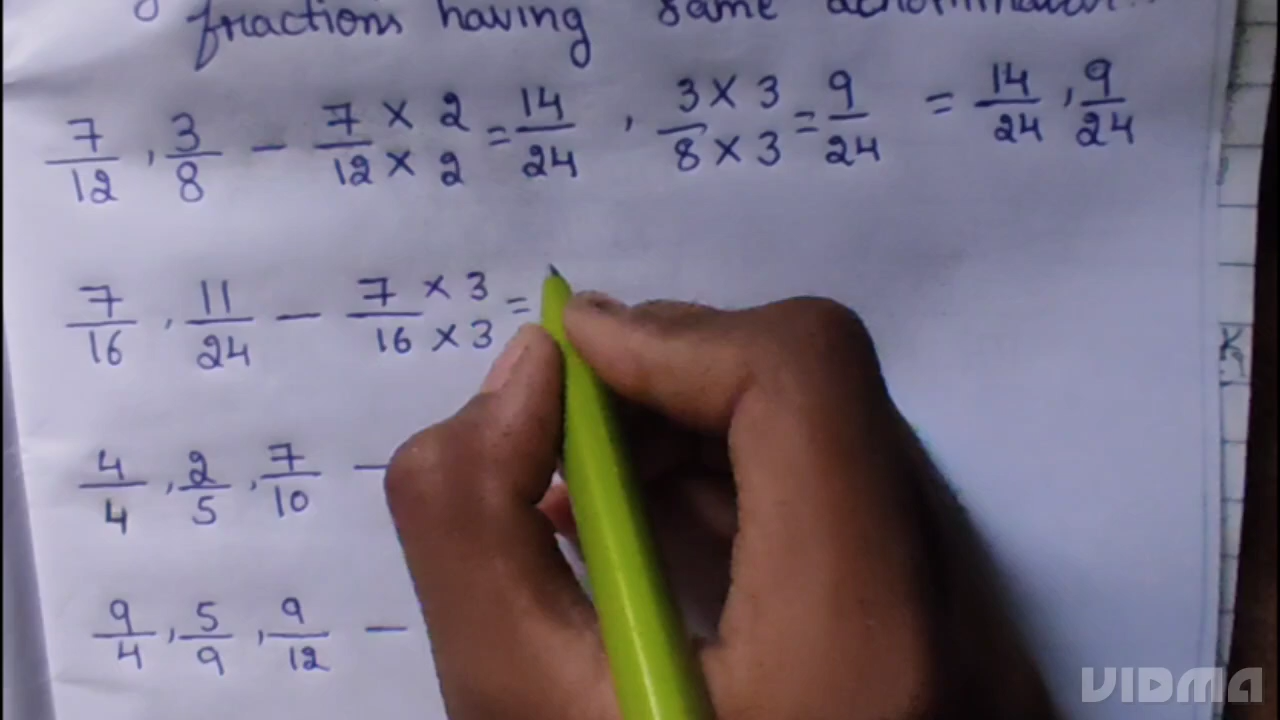 fractions having same denominator
7/12 , 3/8 - 7 × 2 / 12 × 2 = 14/24 , 3 × 3 / 8 × 3 = 9/24 = 14/24 , 9/24
7/16 , 11/24 - 7 × 3 / 16 × 3 =
4/4 , 2/5 , 7/10 -
9/4 , 5/9 , 9/12 -
VIDMA